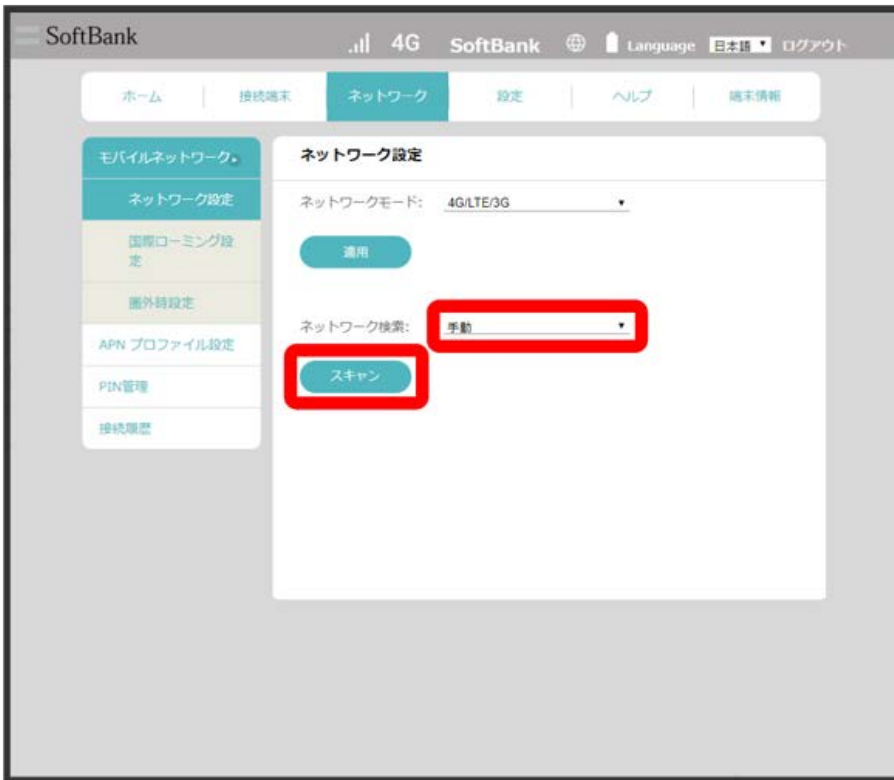 SoftBank
4G SoftBank Language 日本語 ログアウト
ホーム 接続端末 ネットワーク 設定 ヘルプ 端末情報
モバイルネットワーク
ネットワーク設定
国際ローミング設
定
圏外時設定
APN プロファイル設定
PIN管理
接続履歴
ネットワーク設定
ネットワークモード: 4G/LTE/3G
適用
ネットワーク検索: 手動
スキャン